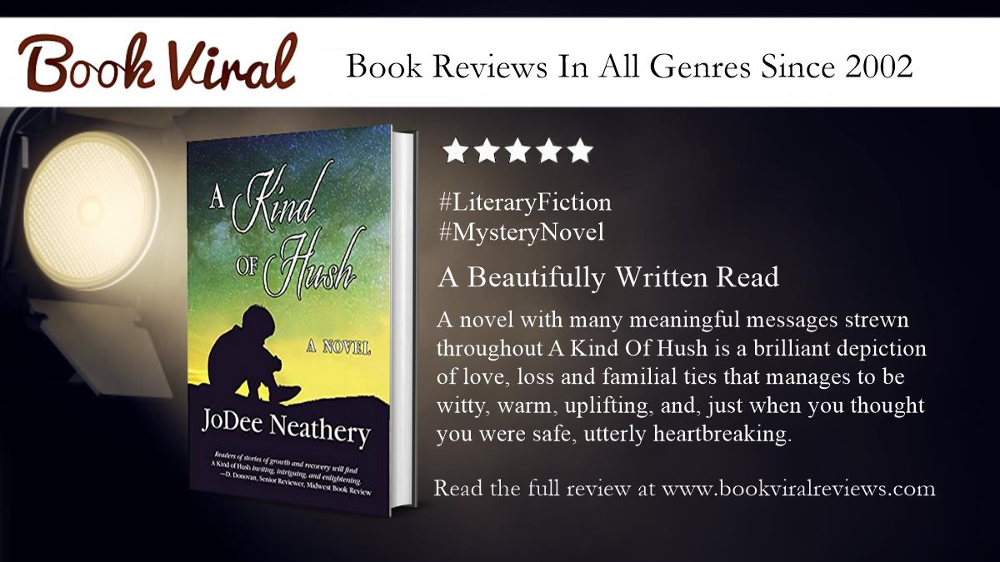 Book Viral
Book Reviews In All Genres Since 2002
A Kind
OF Hush
A NOVEL
JoDee Neathery
Readers of stories of growth and recovery will find
A Kind of Hush inviting, intriguing, and enlightening.
—D. Donovan, Senior Reviewer, Midwest Book Review
#LiteraryFiction
#MysteryNovel
A Beautifully Written Read
A novel with many meaningful messages strewn
throughout A Kind Of Hush is a brilliant depiction
of love, loss and familial ties that manages to be
witty, warm, uplifting, and, just when you thought
you were safe, utterly heartbreaking.
Read the full review at www.bookviralreviews.com